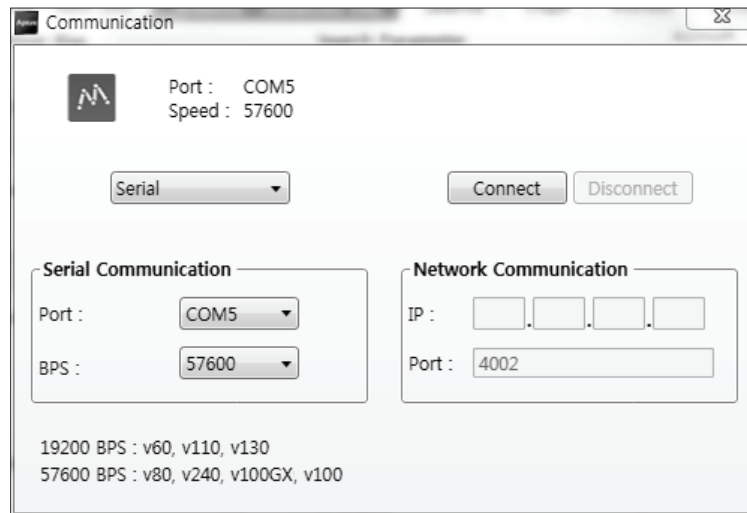 Communication
Port : COM5
Speed : 57600
Serial
Connect
Disconnect
Serial Communication
Port : COM5
BPS : 57600
Network Communication
IP : . . .
Port : 4002
19200 BPS : v60, v110, v130
57600 BPS : v80, v240, v100GX, v100